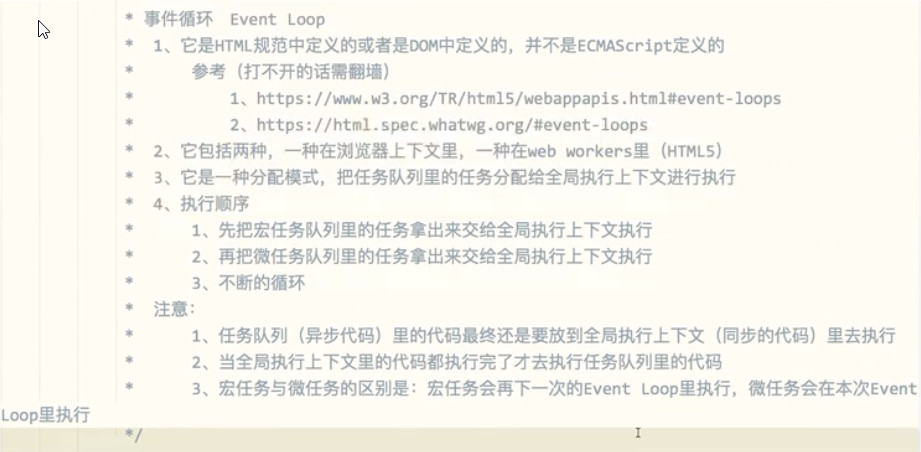 * 事件循环  Event Loop
*  1、它是HTML规范中定义的或者是DOM中定义的，并不是ECMAScript定义的
*      参考（打不开的话需翻墙）
*          1、https://www.w3.org/TR/html5/webappapis.html#event-loops
*          2、https://html.spec.whatwg.org/#event-loops
*  2、它包括两种，一种在浏览器上下文里，一种在web workers里（HTML5）
*  3、它是一种分配模式，把任务队列里的任务分配给全局执行上下文进行执行
*  4、执行顺序
*      1、先把宏任务队列里的任务拿出来交给全局执行上下文执行
*      2、再把微任务队列里的任务拿出来交给全局执行上下文执行
*      3、不断的循环
*  注意：
*      1、任务队列（异步代码）里的代码最终还是要放到全局执行上下文（同步的代码）里去执行
*      2、当全局执行上下文里的代码都执行完了才去执行任务队列里的代码
*      3、宏任务与微任务的区别是：宏任务会再下一次的Event Loop里执行，微任务会在本次Event
Loop里执行
*/